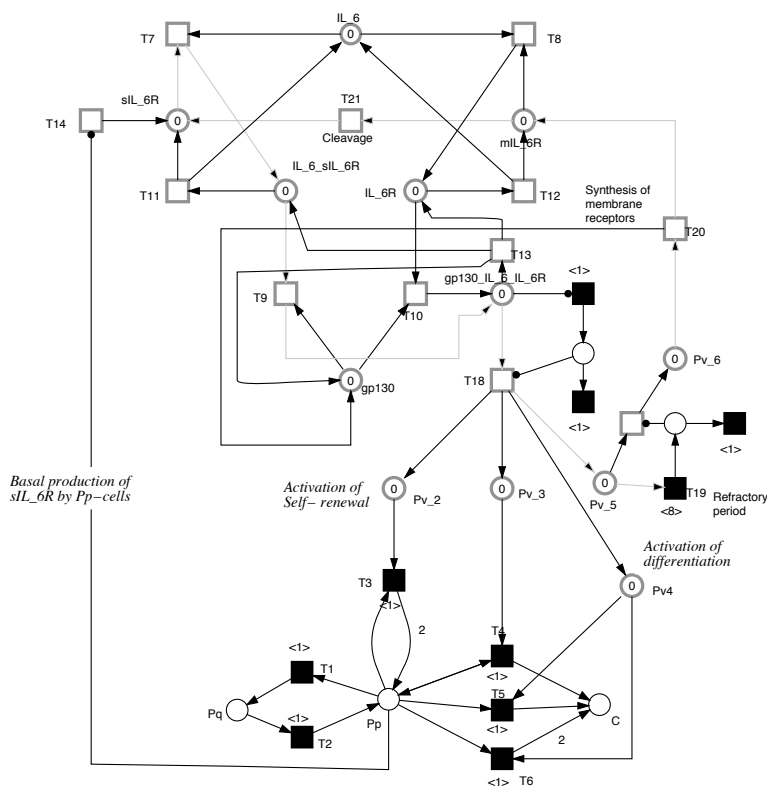 IL_6
T7
0
T8
T21
sIL_6R
T14
0
0
mIL_6R
Cleavage
IL_6_sIL_6R
T11
0
IL_6R
0
T12
Synthesis of
membrane
receptors
T20
T13
gp130_IL_6_IL_6R
<1>
T9
T10
0
0
gp130
T18
<1>
0
Pv_6
<1>
Basal production of
sIL_6R by Pp-cells
Activation of
Self- renewal
0
Pv_2
0
Pv_3
0
Pv_5
T19
<8>
Refractory
period
Activation of
differentiation
T3
<1>
0
Pv4
2
T4
<1>
<1>
T1
T5
<1>
Pq
Pp
C
<1>
T2
2
<1>
T6